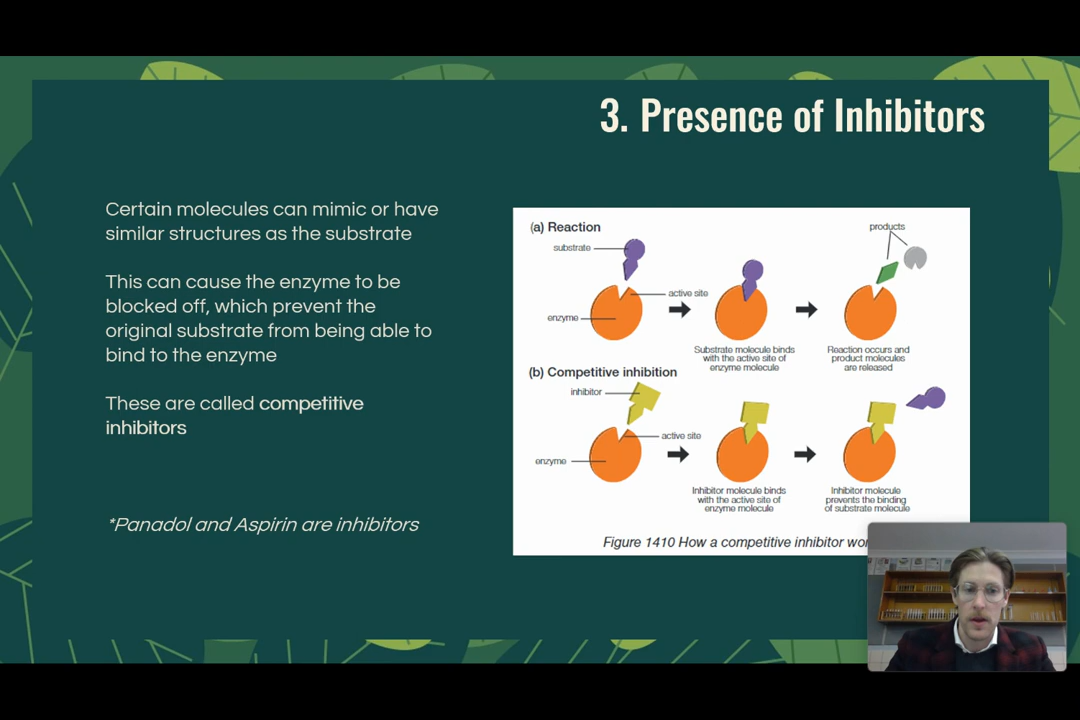 3. Presence of Inhibitors
Certain molecules can mimic or have
similar structures as the substrate
This can cause the enzyme to be
blocked off, which prevent the
original substrate from being able to
bind to the enzyme
These are called competitive
inhibitors
*Panadol and Aspirin are inhibitors
(a) Reaction
substrate
products
active site
enzyme
Substrate molecule binds
with the active site of
enzyme molecule
Reaction occurs and
product molecules
are released
(b) Competitive inhibition
inhibitor
active site
enzyme
Inhibitor molecule binds
with the active site of
enzyme molecule
Inhibitor molecule
prevents the binding
of substrate molecule
Figure 1410 How a competitive inhibitor